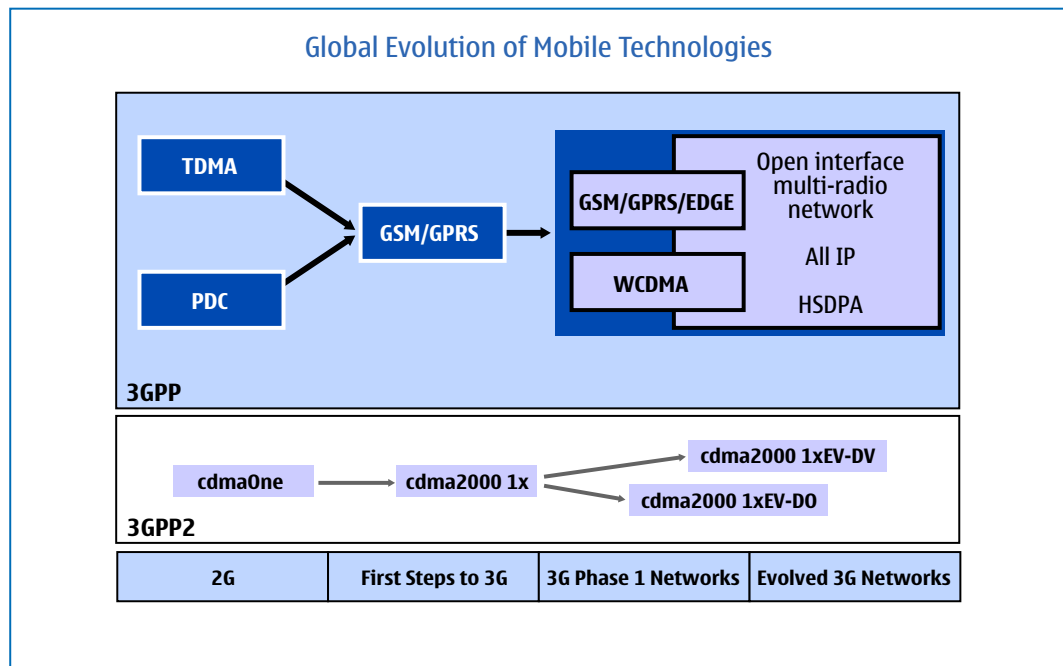 Global Evolution of Mobile Technologies
TDMA
PDC
GSM/GPRS
GSM/GPRS/EDGE
WCDMA
Open interface
multi-radio
network
All IP
HSDPA
3GPP
cdmaOne
cdma2000 1x
cdma2000 1xEV-DV
cdma2000 1xEV-DO
3GPP2
2G
First Steps to 3G
3G Phase 1 Networks
Evolved 3G Networks